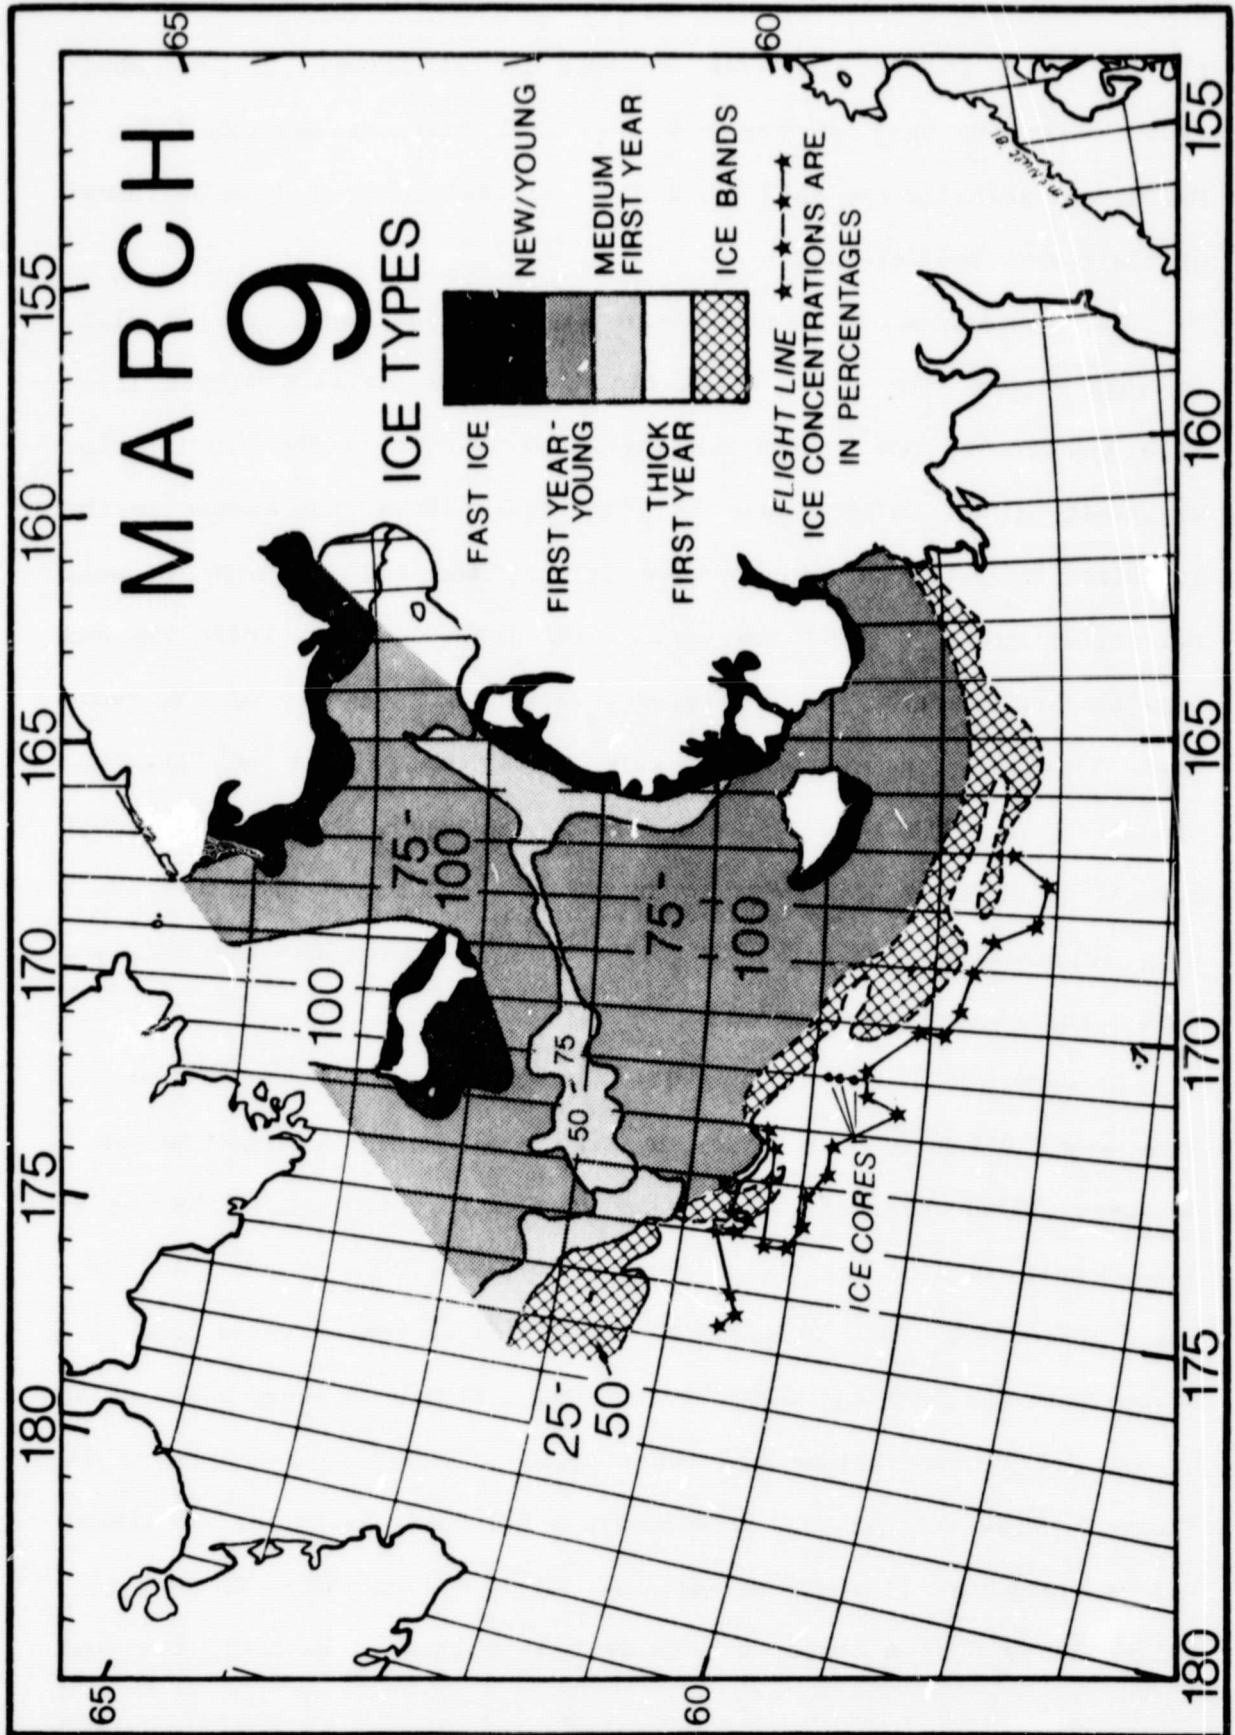 MARCH
9
ICE TYPES
FAST ICE
NEW/YOUNG
FIRST YEAR-
YOUNG
MEDIUM
FIRST YEAR
THICK
FIRST YEAR
ICE BANDS
FLIGHT LINE
ICE CONCENTRATIONS ARE
IN PERCENTAGES
180
175
170
165
160
155
65
60
65
60
180
175
170
165
160
155
100
75-
100
75-
100
50-75
25-
50
ICE CORES
L. McNutt '81